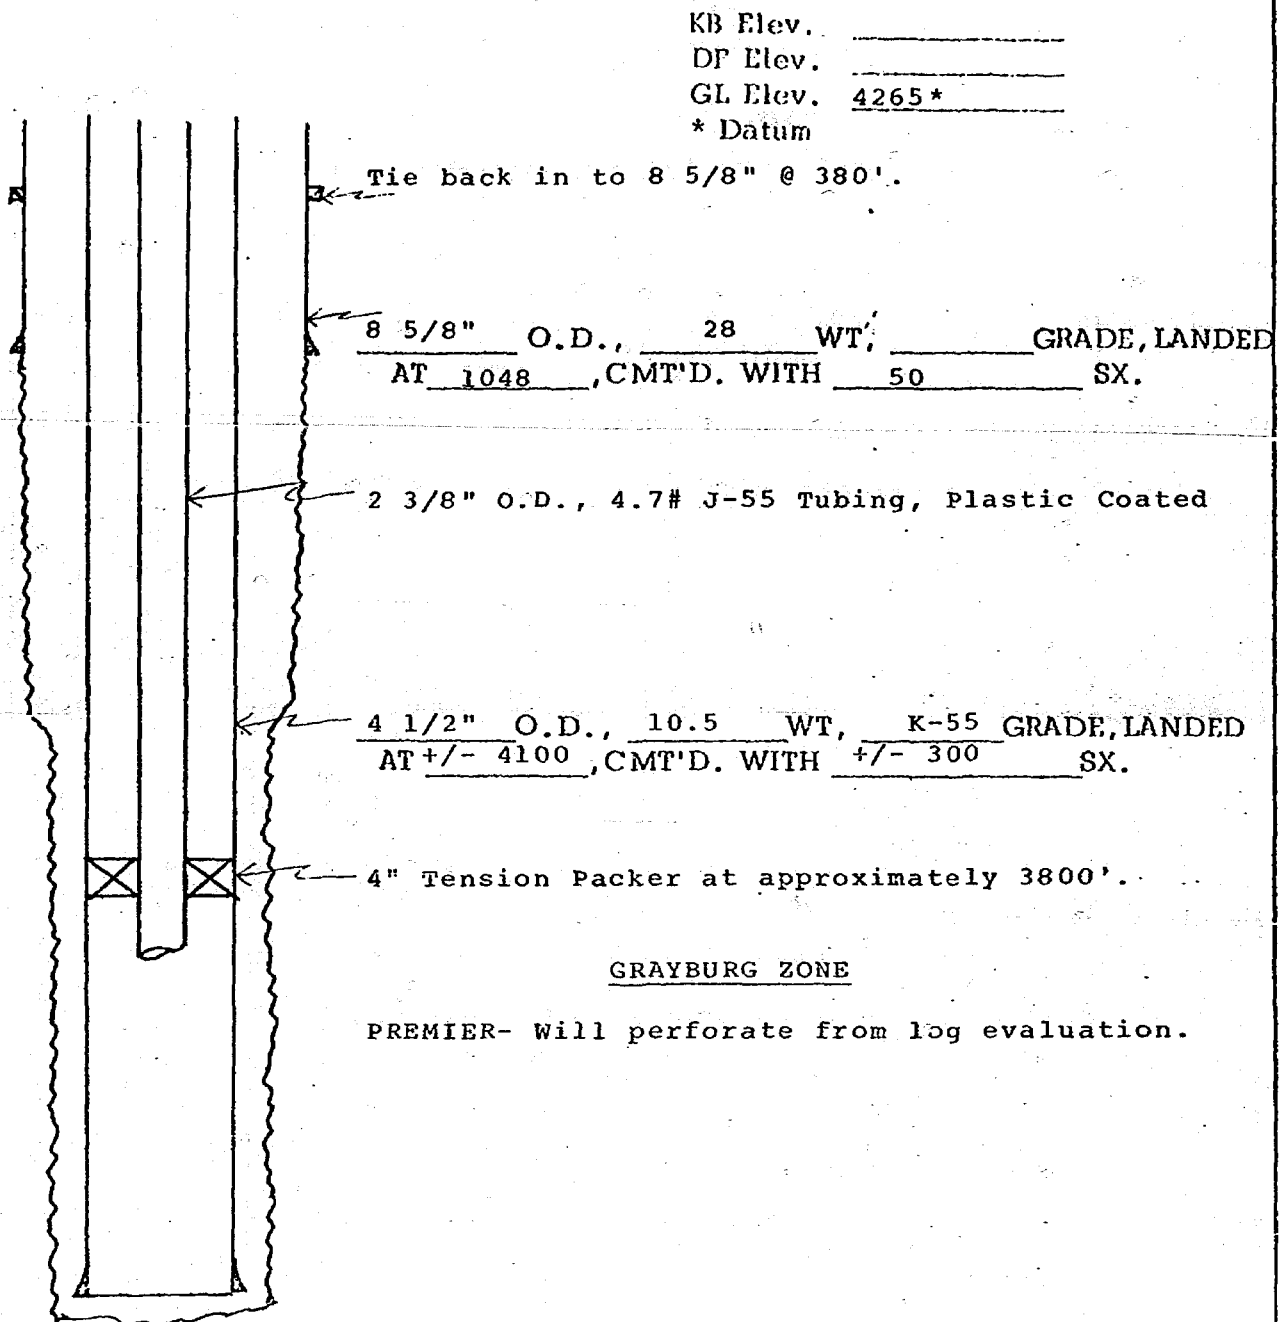 KB Elev.
DF Elev.
GL Elev. 4265*
* Datum
Tie back in to 8 5/8" @ 380'.
8 5/8" O.D., 28 WT, GRADE, LANDED
AT 1048, CMT'D. WITH 50 SX.
2 3/8" O.D., 4.7# J-55 Tubing, Plastic Coated
4 1/2" O.D., 10.5 WT, K-55 GRADE, LANDED
AT +/- 4100, CMT'D. WITH +/- 300 SX.
4" Tension Packer at approximately 3800'.
GRAYBURG ZONE
PREMIER- Will perforate from log evaluation.